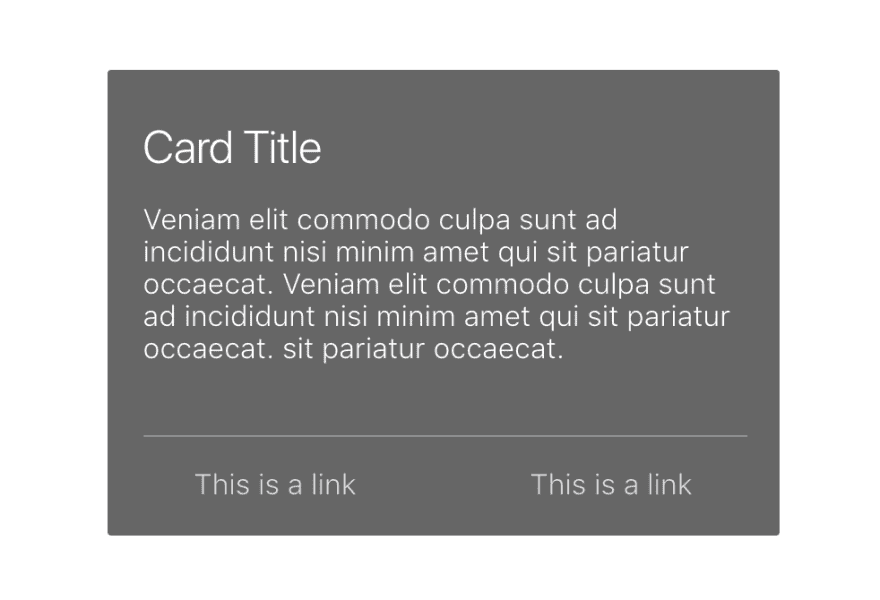 Card Title
Veniam elit commodo culpa sunt ad
incididunt nisi minim amet qui sit pariatur
occaecat. Veniam elit commodo culpa sunt
ad incididunt nisi minim amet qui sit pariatur
occaecat. sit pariatur occaecat.
This is a link
This is a link